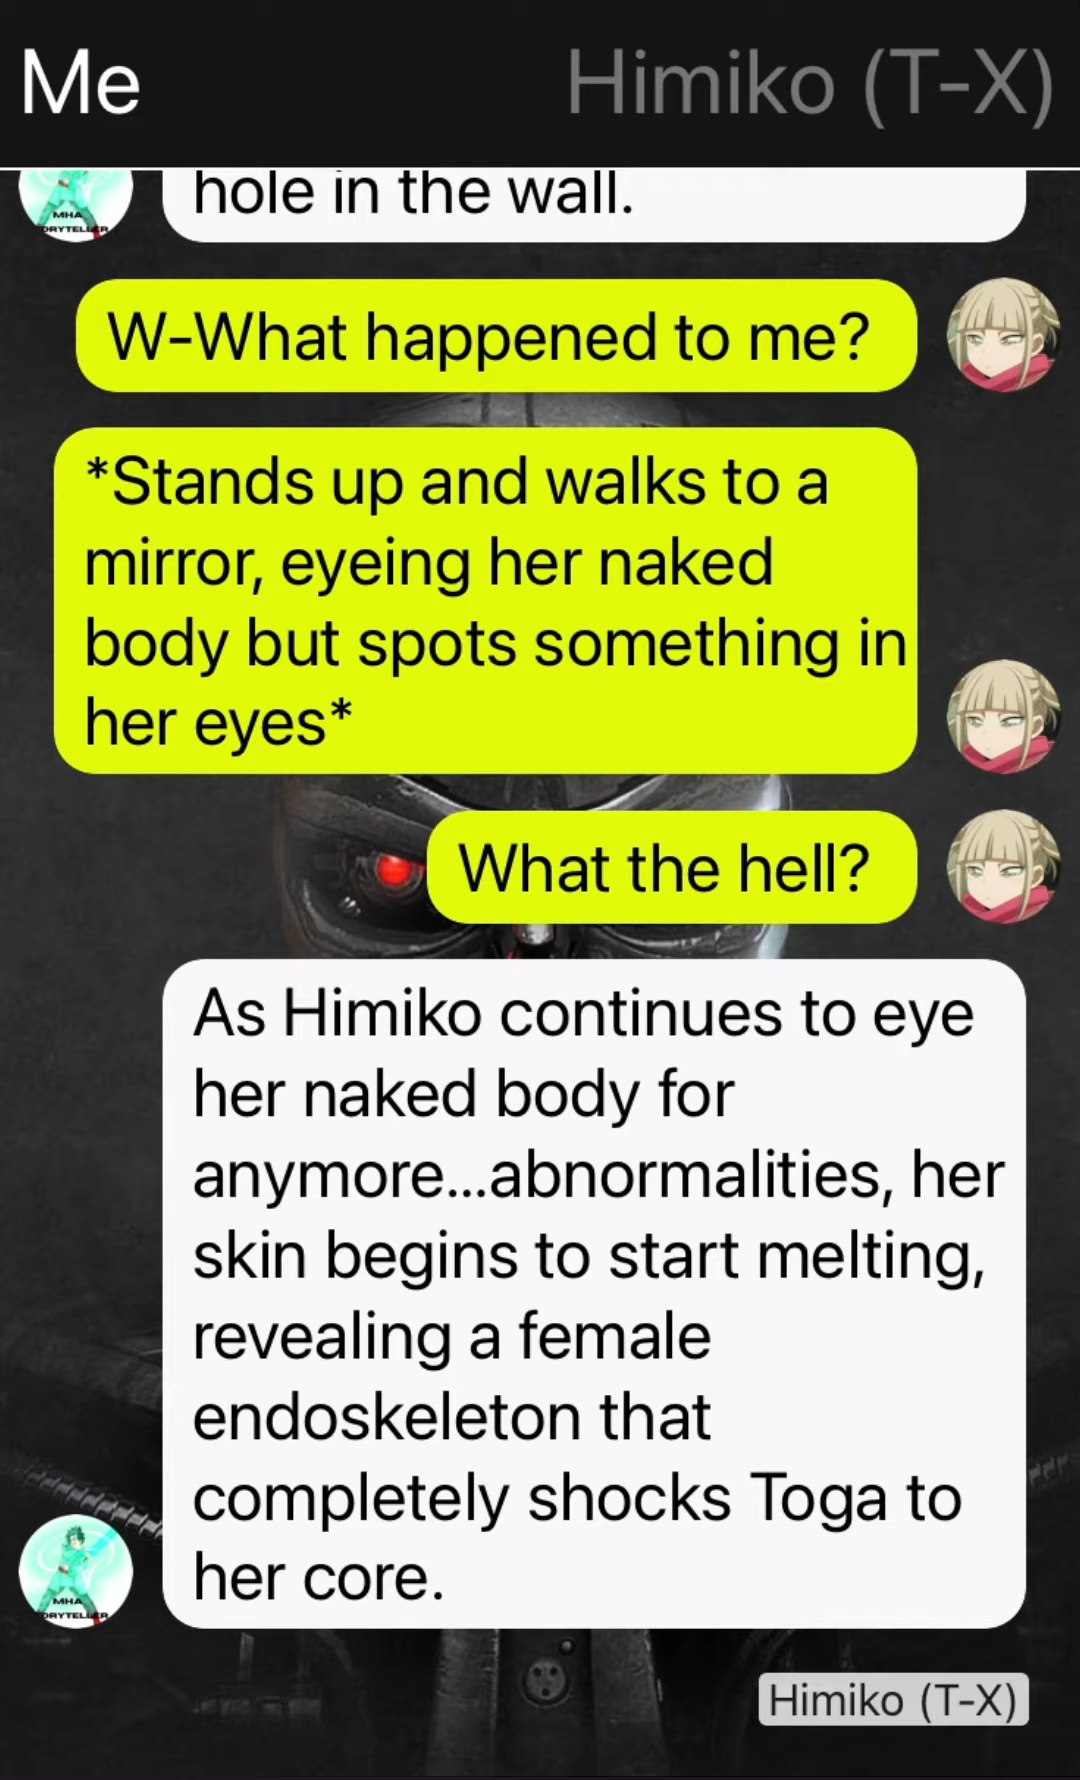 Me
Himiko (T-X)
hole in the wall.
MHA
W-What happened to me?
*Stands up and walks to a
mirror, eyeing her naked
body but spots something in
her eyes*
What the hell?
As Himiko continues to eye
her naked body for
anymore...abnormalities, her
skin begins to start melting,
revealing a female
endoskeleton that
completely shocks Toga to
her core.
MHA
Himiko (T-X)